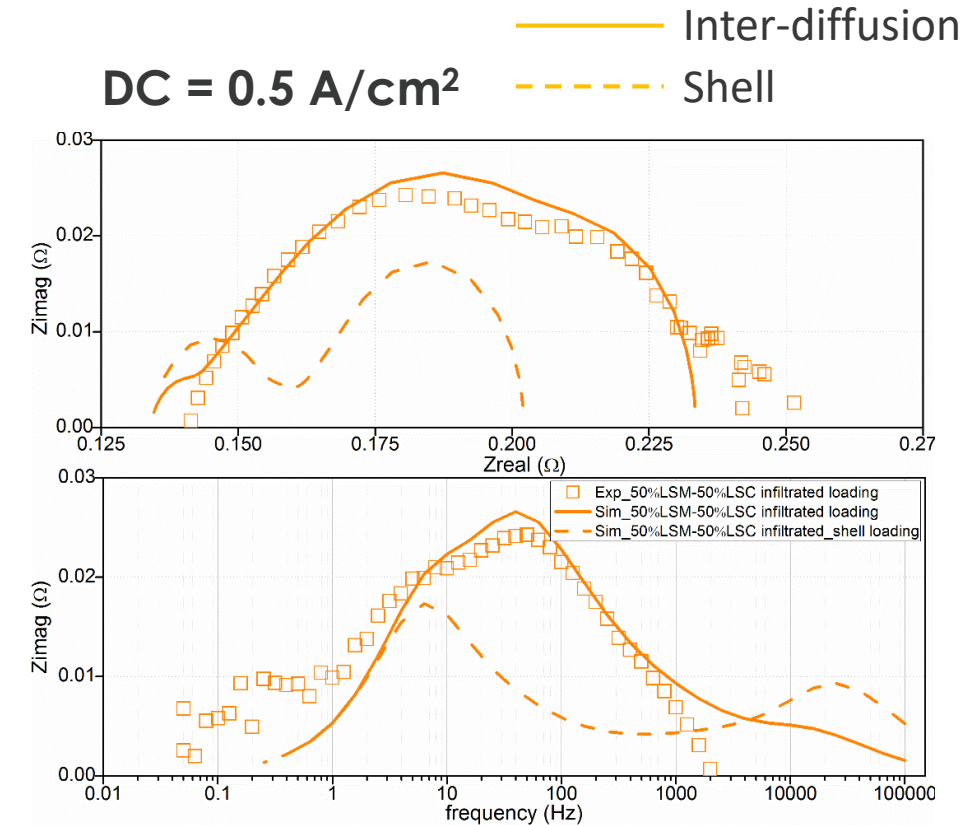 Inter-diffusion
DC = 0.5 A/cm²
Shell
0.03
0.02
0.01
0.00
Zimag (Ω)
0.125
0.150
0.175
0.200
0.225
0.250
0.27
Zreal (Ω)
0.03
0.02
0.01
0.00
Zimag (Ω)
Exp_50%LSM-50%LSC infiltrated loading
Sim_50%LSM-50%LSC infiltrated loading
Sim_50%LSM-50%LSC infiltrated_shell loading
0.01
0.1
1
10
100
1000
10000
100000
frequency (Hz)